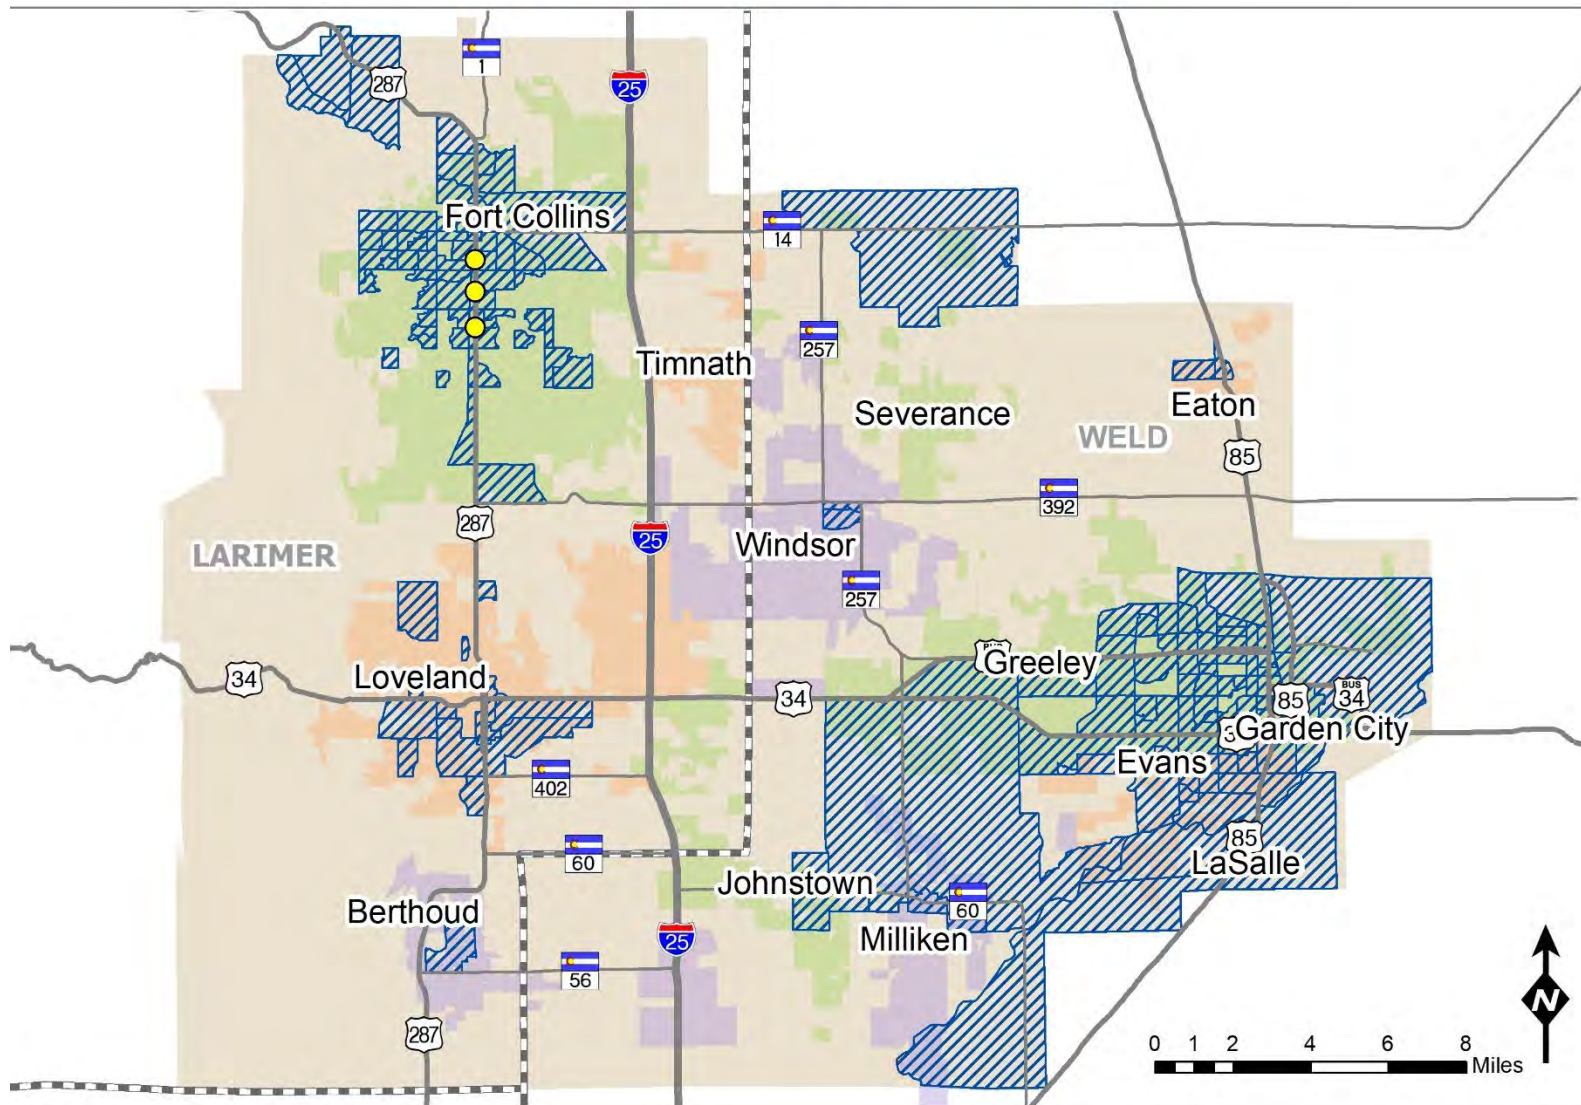 1
287
25
Fort Collins
14
257
Timnath
Severance
Eaton
WELD
85
392
287
25
LARIMER
Windsor
257
Greeley
Loveland
34
34
85
BUS
34
Garden City
Evans
402
85
60
LaSalle
Johnstown
60
Berthoud
Milliken
25
56
287
N
0 1 2 4 6 8
Miles